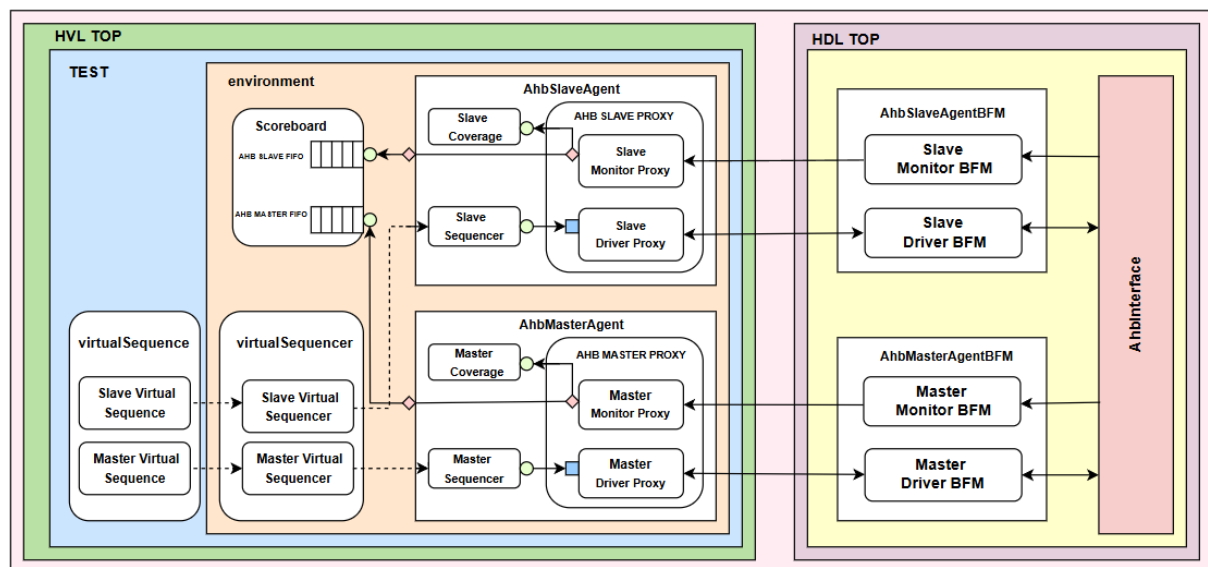 HVL TOP
TEST
environment
Scoreboard
AHB SLAVE FIFO
AHB MASTER FIFO
AhbSlaveAgent
Slave
Coverage
AHB SLAVE PROXY
Slave
Monitor Proxy
Slave
Sequencer
Slave
Driver Proxy
virtualSequence
Slave Virtual
Sequence
Master Virtual
Sequence
virtualSequencer
Slave Virtual
Sequencer
Master Virtual
Sequencer
AhbMasterAgent
Master
Coverage
AHB MASTER PROXY
Master
Monitor Proxy
Master
Sequencer
Master
Driver Proxy
HDL TOP
AhbSlaveAgentBFM
Slave
Monitor BFM
Slave
Driver BFM
AhbMasterAgentBFM
Master
Monitor BFM
Master
Driver BFM
AhbInterface